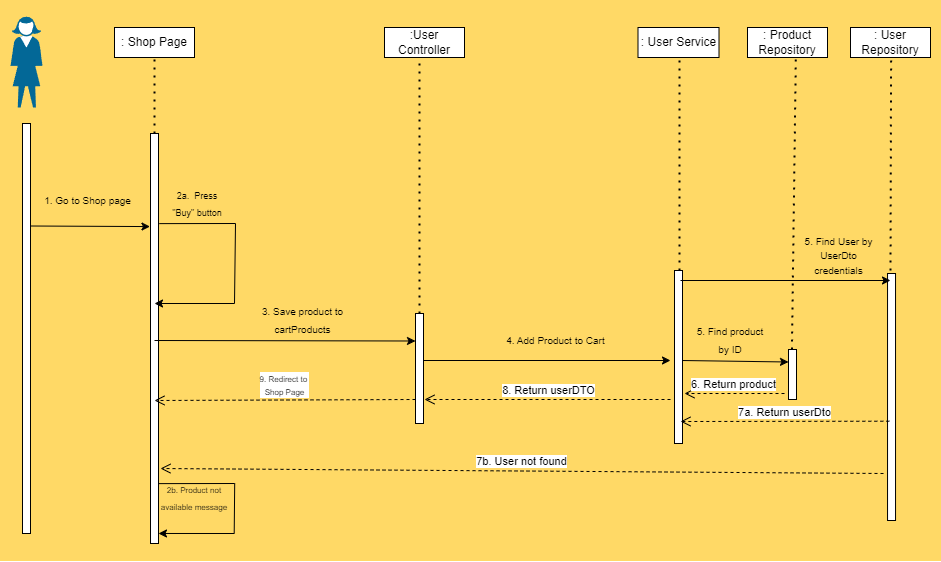 : Shop Page
:User
Controller
: User Service
: Product
Repository
: User
Repository
1. Go to Shop page
2a. Press
"Buy" button
5. Find User by
UserDto
credentials
3. Save product to
cartProducts
4. Add Product to Cart
5. Find product
by ID
9. Redirect to
Shop Page
8. Return userDTO
6. Return product
7a. Return userDto
7b. User not found
2b. Product not
available message